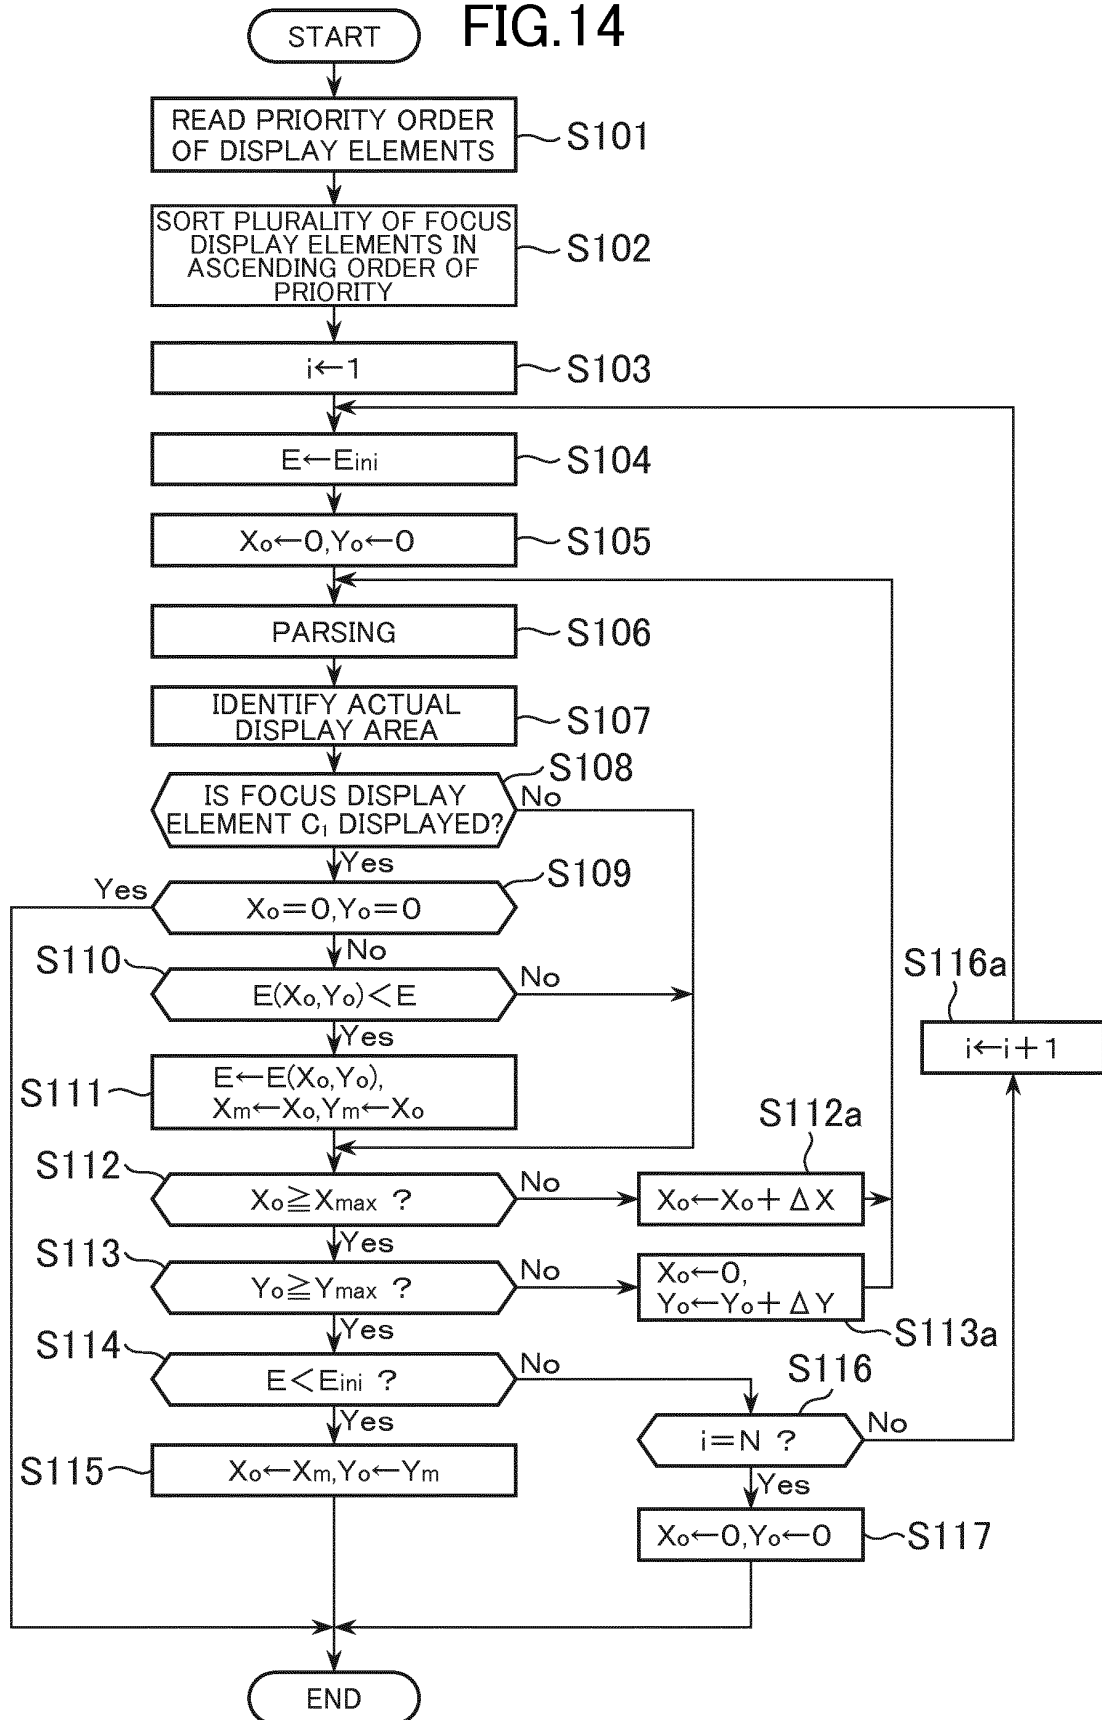 FIG.14
START
READ PRIORITY ORDER
OF DISPLAY ELEMENTS
S101
SORT PLURALITY OF FOCUS
DISPLAY ELEMENTS IN
ASCENDING ORDER OF
PRIORITY
S102
i←1
S103
E←Eini
S104
Xo←0,Yo←0
S105
PARSING
S106
IDENTIFY ACTUAL
DISPLAY AREA
S107
S108
IS FOCUS DISPLAY
ELEMENT C₁ DISPLAYED?
No
Yes
S109
Yes
Xo=0,Yo=0
No
S110
E(Xo,Yo)<E
No
Yes
S116a
i←i+1
S111
E←E(Xo,Yo),
Xm←Xo,Ym←Xo
S112
Xo≧Xmax ?
No
S112a
Xo←Xo+ΔX
Yes
S113
Yo≧Ymax ?
No
Xo←0,
Yo←Yo+ΔY
S113a
Yes
S114
E<Eini ?
No
S116
i=N ?
No
Yes
Yes
S115
Xo←Xm,Yo←Ym
Xo←0,Yo←0
S117
END